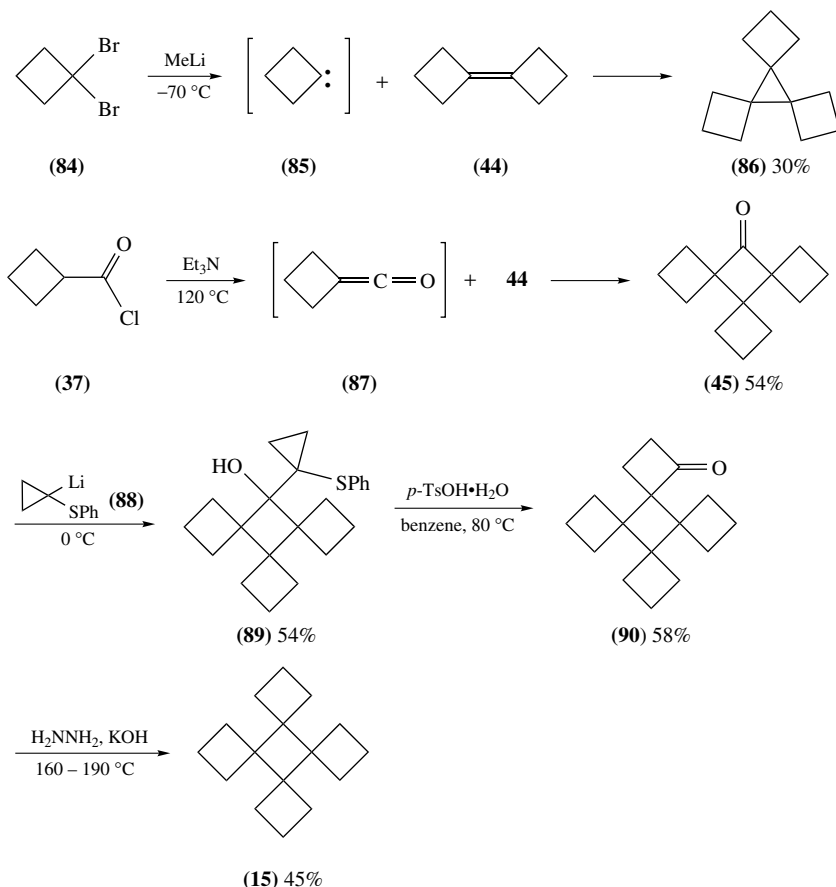 Br
Br
MeLi
−70 °C
:
+
(84)
(85)
(44)
(86) 30%
O
Cl
Et3N
120 °C
C
O
+
44
O
(37)
(87)
(45) 54%
Li
SPh
(88)
0 °C
HO
SPh
p-TsOH•H2O
benzene, 80 °C
O
(89) 54%
(90) 58%
H2NNH2, KOH
160 – 190 °C
(15) 45%